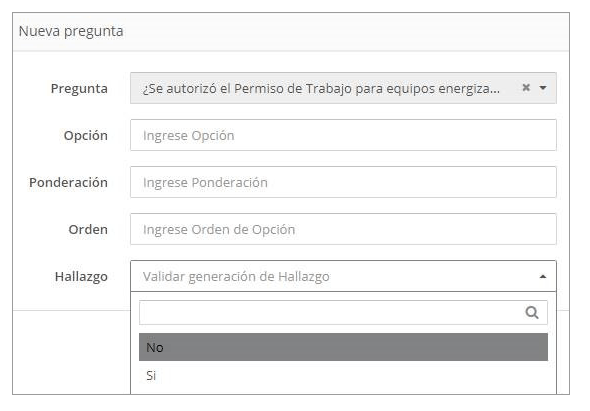 Nueva pregunta
Pregunta ¿Se autorizó el Permiso de Trabajo para equipos energiza...
Opción Ingrese Opción
Ponderación Ingrese Ponderación
Orden Ingrese Orden de Opción
Hallazgo Validar generación de Hallazgo
No
Si